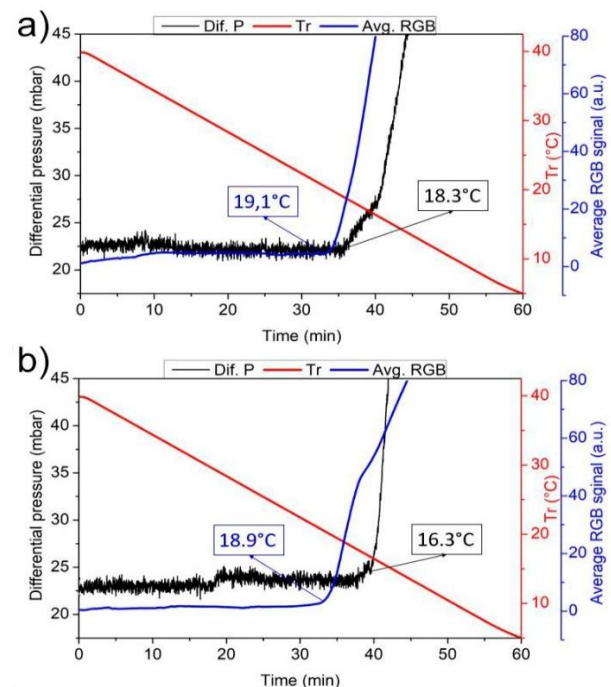 a)
Dif. P Tr Avg. RGB
45
40
35
30
25
22
Differential pressure (mbar)
19,1°C
18.3°C
0 10 20 30 40 50 60
Time (min)
40
30
20
10
Tr (°C)
80
60
40
20
0
Average RGB sginal (a.u.)
b)
Dif. P Tr Avg. RGB
45
40
35
30
25
22
Differential pressure (mbar)
18.9°C
16.3°C
0 10 20 30 40 50 60
Time (min)
40
30
20
10
Tr (°C)
80
60
40
20
0
Average RGB sginal (a.u.)